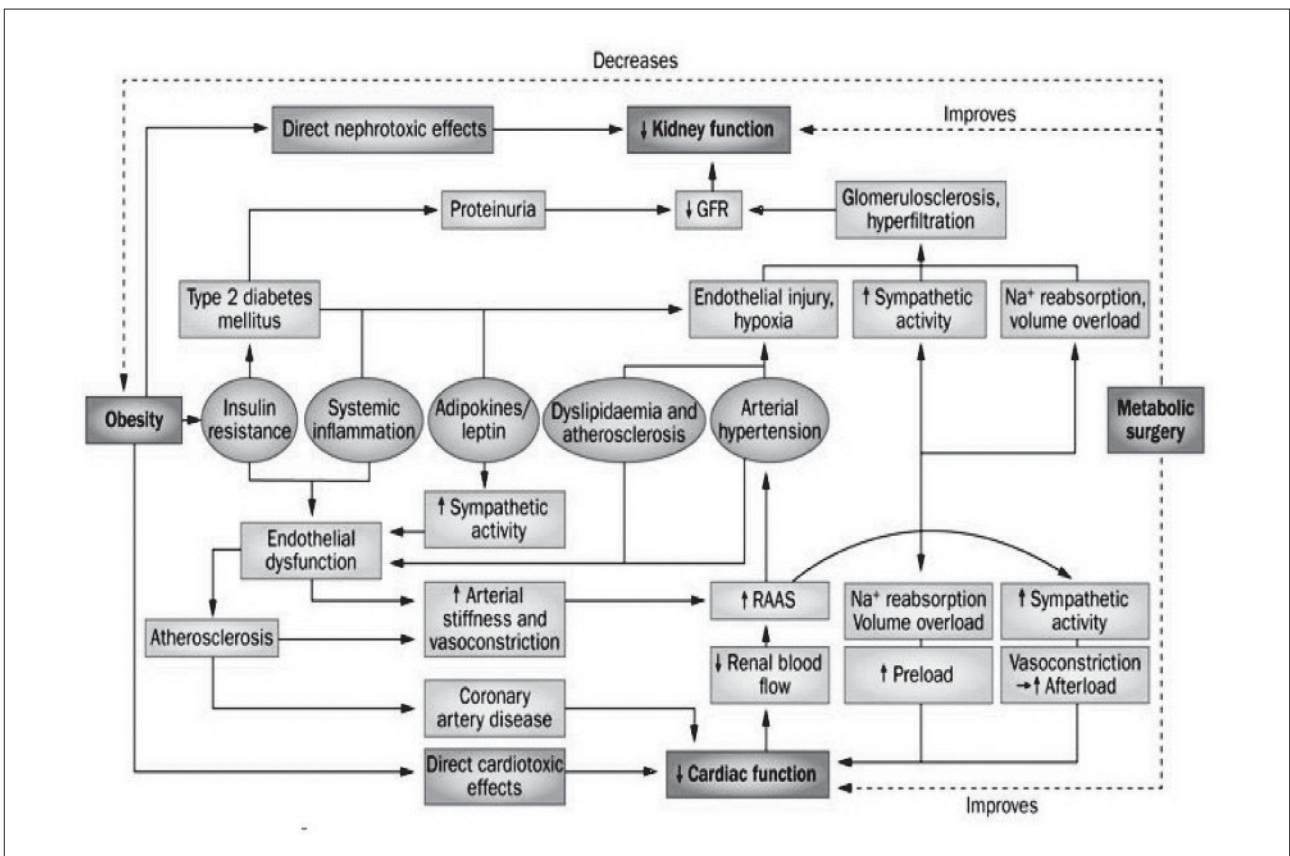 Decreases
Direct nephrotoxic effects
↓ Kidney function
Improves
Proteinuria
↓ GFR
Glomerulosclerosis,
hyperfiltration
Type 2 diabetes
mellitus
Endothelial injury,
hypoxia
↑ Sympathetic
activity
Na⁺ reabsorption,
volume overload
Obesity
Insulin
resistance
Systemic
inflammation
Adipokines/
leptin
Dyslipidaemia and
atherosclerosis
Arterial
hypertension
Metabolic
surgery
↑ Sympathetic
activity
Endothelial
dysfunction
↑ Arterial
stiffness and
vasoconstriction
↑ RAAS
Na⁺ reabsorption
Volume overload
↑ Sympathetic
activity
Atherosclerosis
↓ Renal blood
flow
↑ Preload
Vasoconstriction
→↑ Afterload
Coronary
artery disease
Direct cardiotoxic
effects
↓ Cardiac function
Improves